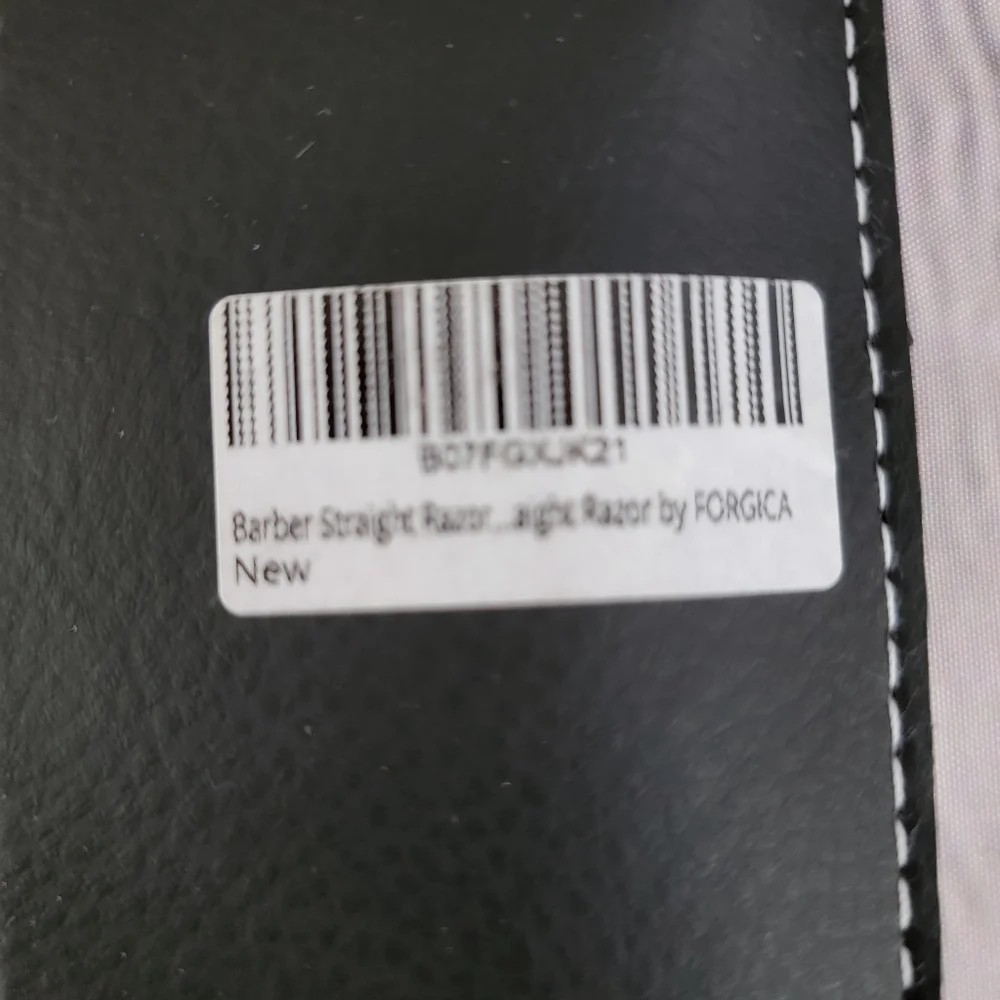 B07FGXJK21
Barber Straight Razor...aight Razor by FORGICA
New